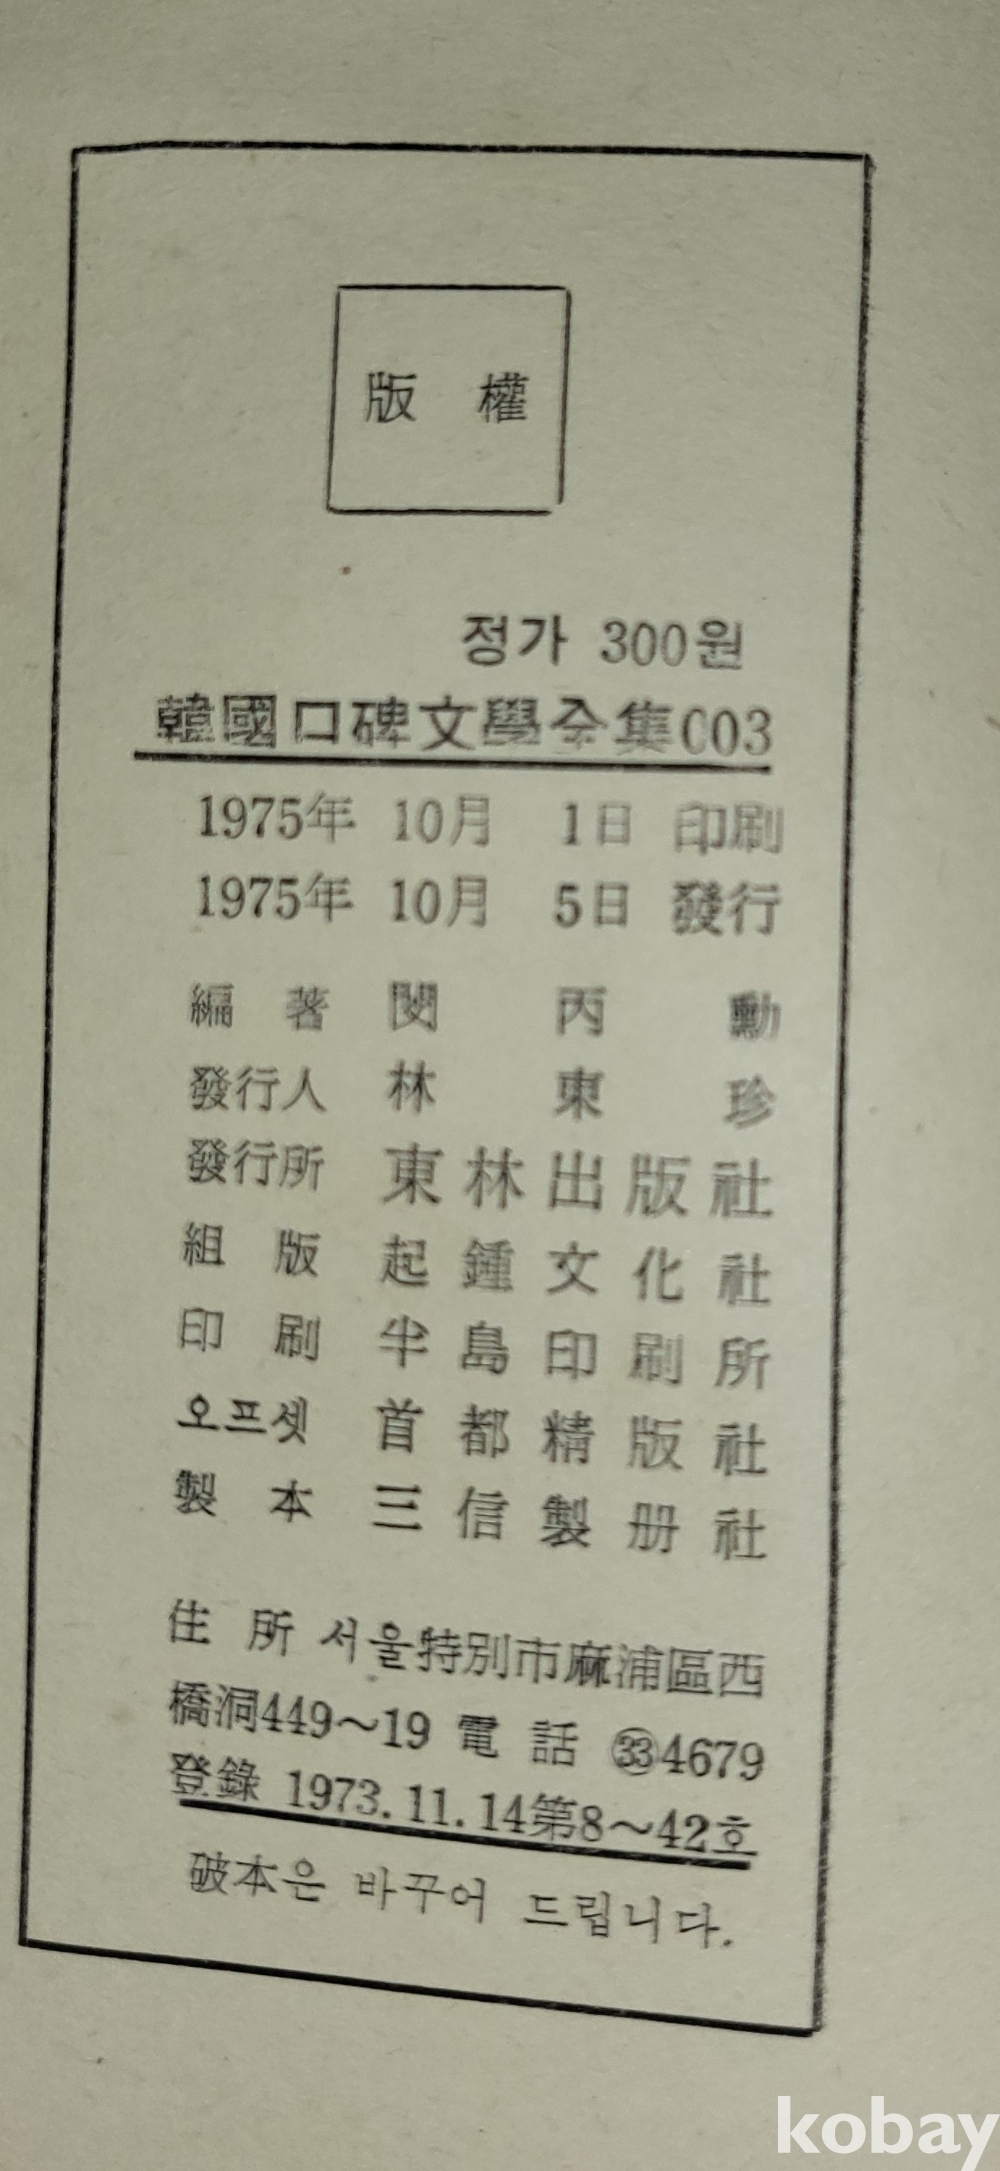 版 權
정가 300원
韓國口碑文學全集003
1975年 10月 1日 印刷
1975年 10月 5日 發行
編 著 閔 丙 勳
發行人 林 東 珍
發行所 東林出版社
組 版 起鍾文化社
印 刷 半島印刷所
오프셋 首都精版社
製 本 三信製册社
住 所 서울特別市麻浦區西
橋洞449～19 電 話 ㉝4679
登錄 1973.11.14第8～42호
破本은 바꾸어 드립니다.
kobay